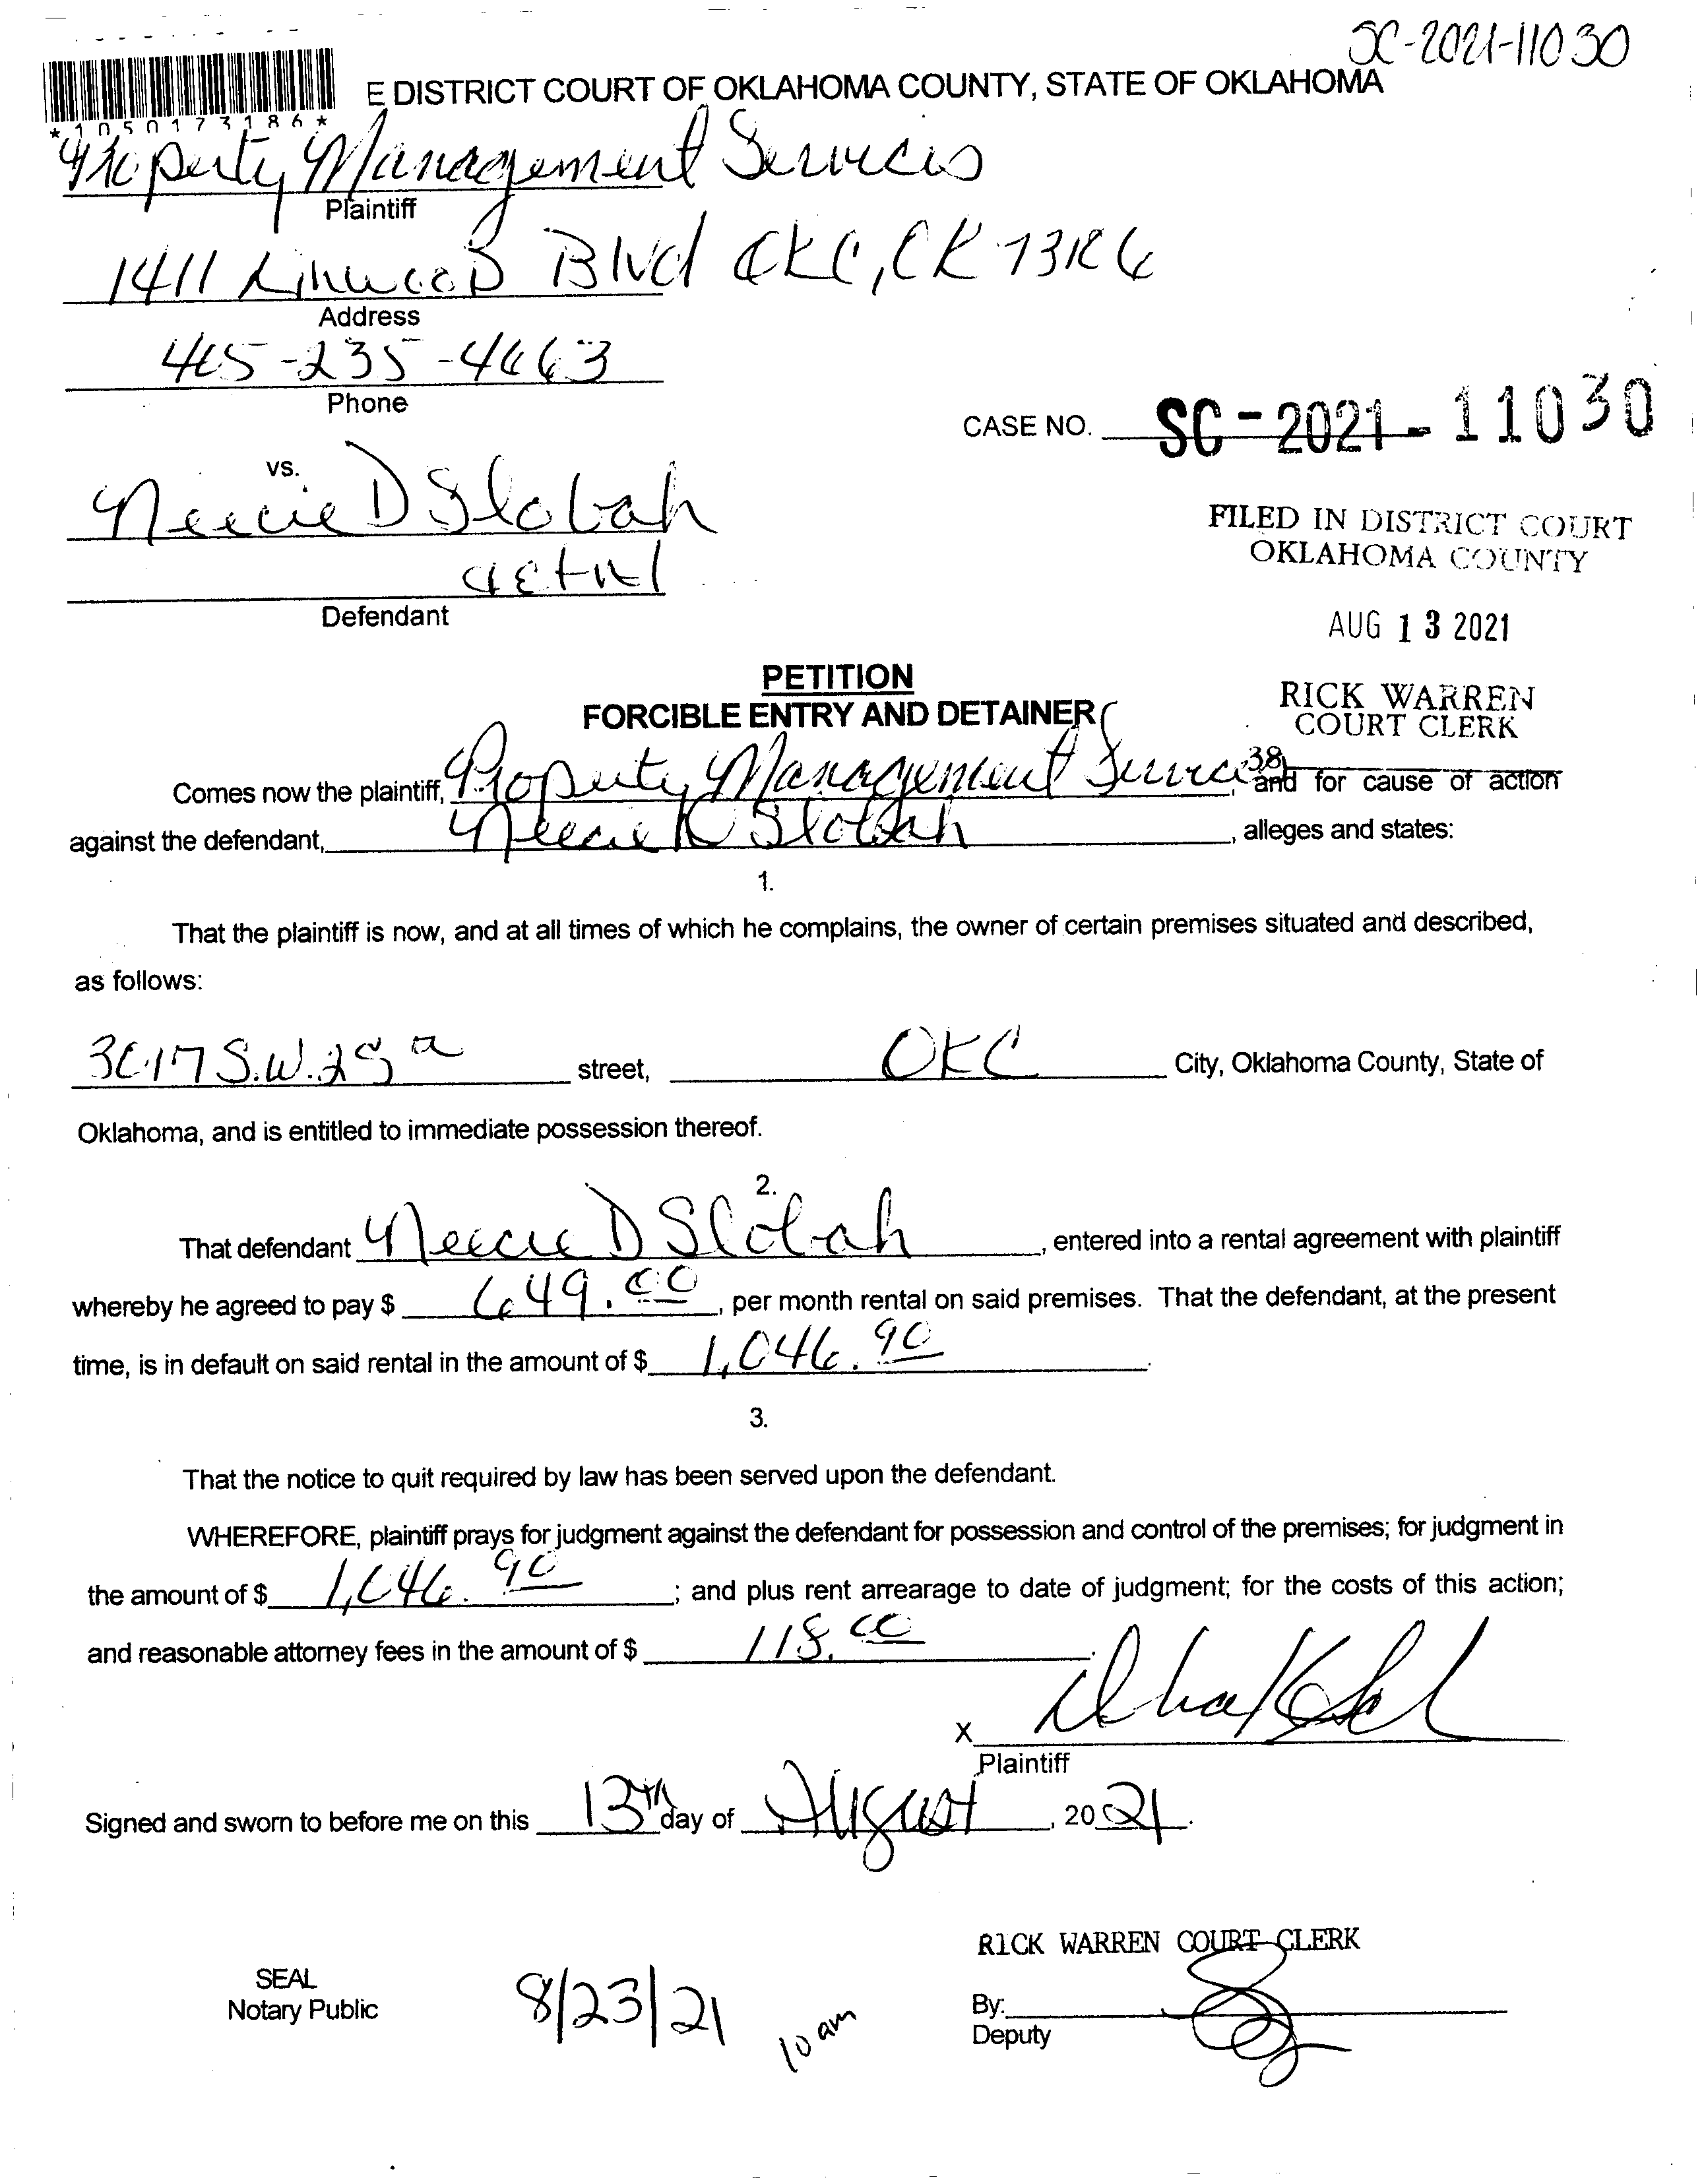 SC-2021-11030
E DISTRICT COURT OF OKLAHOMA COUNTY, STATE OF OKLAHOMA
*1050173186*
Property Management Services
Plaintiff
1411 Linwood Blvd OKC, OK 73106
Address
405-235-4663
Phone
CASE NO. SC-2021-11030
vs.
Neecie D Slobah
et al
Defendant
FILED IN DISTRICT COURT
OKLAHOMA COUNTY
AUG 13 2021
RICK WARREN
COURT CLERK
38
PETITION
FORCIBLE ENTRY AND DETAINER
Comes now the plaintiff, Property Management Services, and for cause of action
against the defendant, Neecie D Slobah, alleges and states:
1.
That the plaintiff is now, and at all times of which he complains, the owner of certain premises situated and described,
as follows:
3017 S.W. street, OKC City, Oklahoma County, State of
Oklahoma, and is entitled to immediate possession thereof.
2.
That defendant Neecie D Slobah, entered into a rental agreement with plaintiff
whereby he agreed to pay $ 649.00, per month rental on said premises. That the defendant, at the present
time, is in default on said rental in the amount of $ 1,046.90.
3.
That the notice to quit required by law has been served upon the defendant.
WHEREFORE, plaintiff prays for judgment against the defendant for possession and control of the premises; for judgment in
the amount of $ 1,046.90; and plus rent arrearage to date of judgment; for the costs of this action;
and reasonable attorney fees in the amount of $ 118.00.
X
Plaintiff
Signed and sworn to before me on this 13th day of August, 2021.
RICK WARREN COURT CLERK
SEAL
Notary Public
8/23/21 10 am
By:
Deputy